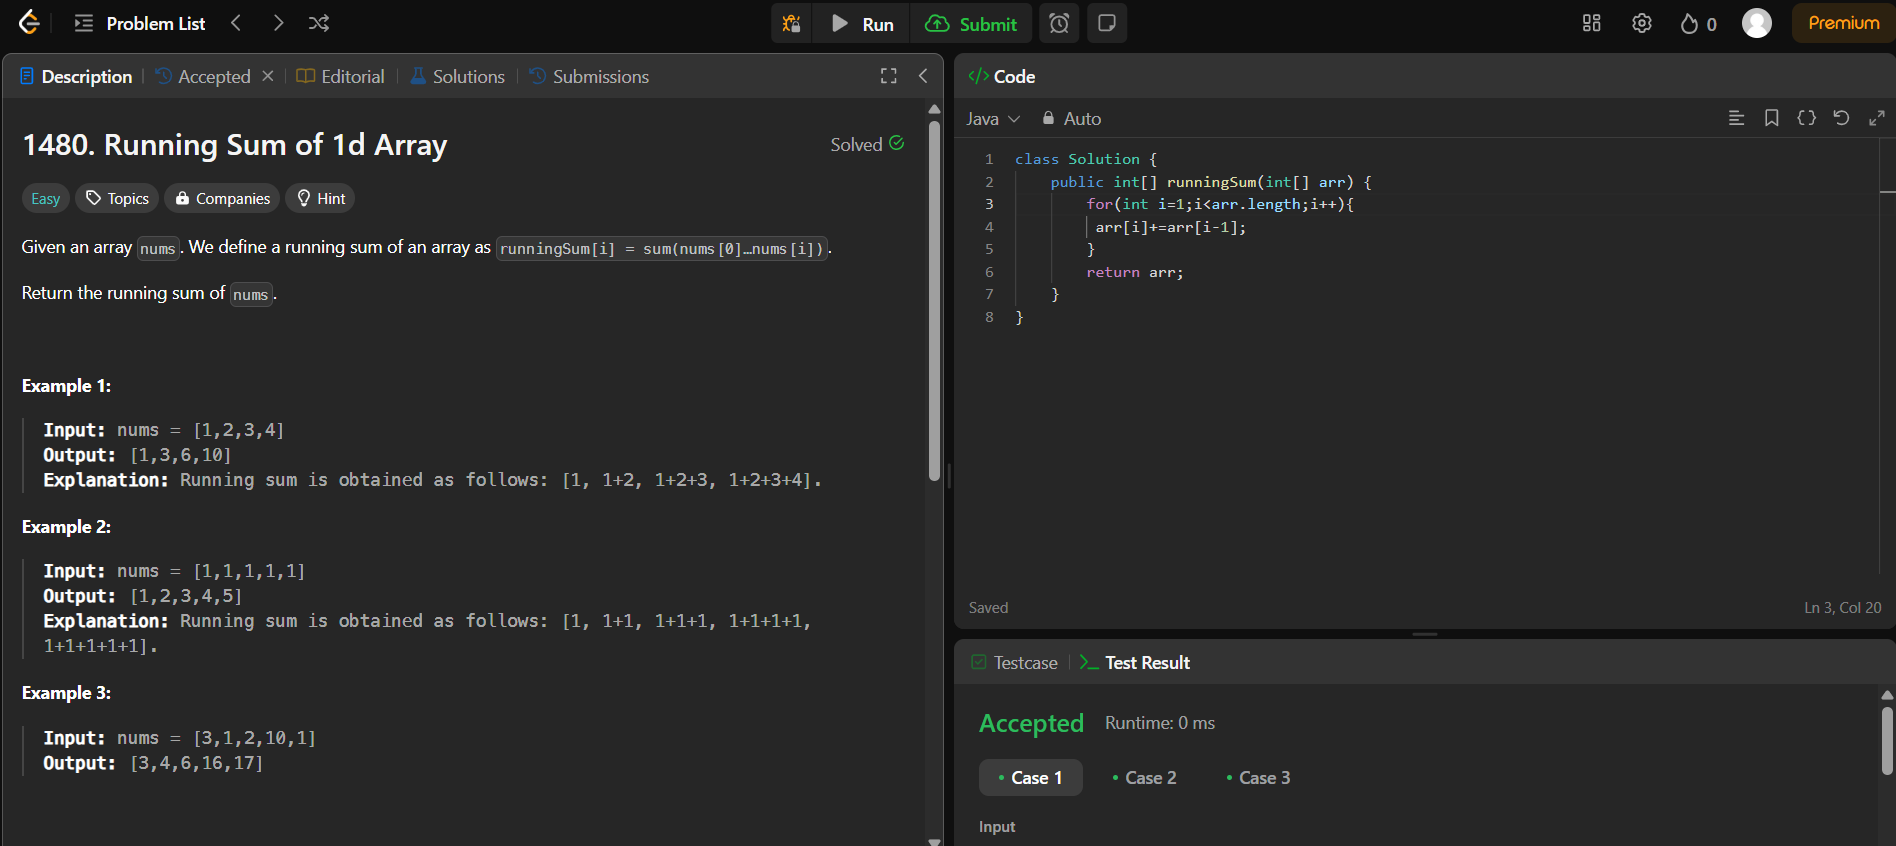 Problem List
Run
Submit
0
Premium
Description
Accepted
Editorial
Solutions
Submissions
1480. Running Sum of 1d Array
Solved
Easy
Topics
Companies
Hint
Given an array nums. We define a running sum of an array as runningSum[i] = sum(nums[0]…nums[i]).
Return the running sum of nums.
Example 1:
Input: nums = [1,2,3,4]
Output: [1,3,6,10]
Explanation: Running sum is obtained as follows: [1, 1+2, 1+2+3, 1+2+3+4].
Example 2:
Input: nums = [1,1,1,1,1]
Output: [1,2,3,4,5]
Explanation: Running sum is obtained as follows: [1, 1+1, 1+1+1, 1+1+1+1,
1+1+1+1+1].
Example 3:
Input: nums = [3,1,2,10,1]
Output: [3,4,6,16,17]
</> Code
Java
Auto
1 class Solution {
2 public int[] runningSum(int[] arr) {
3 for(int i=1;i<arr.length;i++){
4 arr[i]+=arr[i-1];
5 }
6 return arr;
7 }
8 }
Saved
Ln 3, Col 20
Testcase
Test Result
Accepted
Runtime: 0 ms
Case 1
Case 2
Case 3
Input